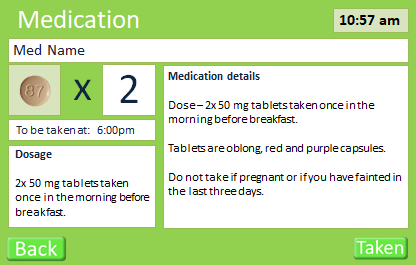 Medication
10:57 am
Med Name
87
X 2
To be taken at: 6:00pm
Dosage
2x 50 mg tablets taken
once in the morning before
breakfast.
Medication details
Dose – 2x 50 mg tablets taken once in the
morning before breakfast.
Tablets are oblong, red and purple capsules.
Do not take if pregnant or if you have fainted in
the last three days.
Back
Taken